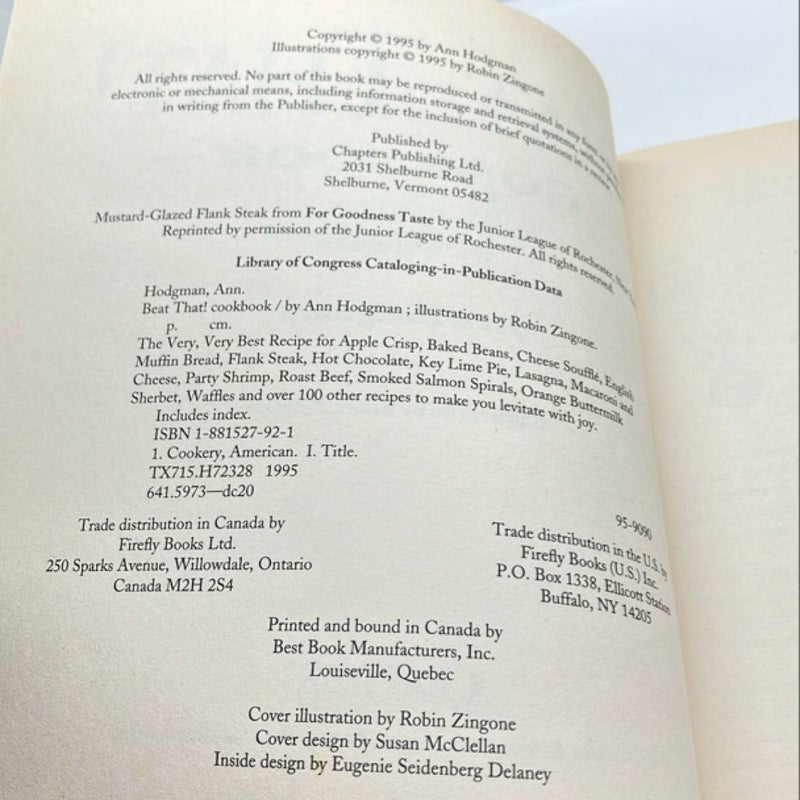 Copyright © 1995 by Ann Hodgman
Illustrations copyright © 1995 by Robin Zingone
All rights reserved. No part of this book may be reproduced or transmitted in any form or
electronic or mechanical means, including information storage and retrieval systems, without
in writing from the Publisher, except for the inclusion of brief quotations in a review.
Published by
Chapters Publishing Ltd.
2031 Shelburne Road
Shelburne, Vermont 05482
Mustard-Glazed Flank Steak from For Goodness Taste by the Junior League of Rochester, New
Reprinted by permission of the Junior League of Rochester. All rights reserved.
Library of Congress Cataloging-in-Publication Data
Hodgman, Ann.
Beat That! cookbook / by Ann Hodgman ; illustrations by Robin Zingone.
p. cm.
The Very, Very Best Recipe for Apple Crisp, Baked Beans, Cheese Soufflé, English
Muffin Bread, Flank Steak, Hot Chocolate, Key Lime Pie, Lasagna, Macaroni and
Cheese, Party Shrimp, Roast Beef, Smoked Salmon Spirals, Orange Buttermilk
Sherbet, Waffles and over 100 other recipes to make you levitate with joy.
Includes index.
ISBN 1-881527-92-1
1. Cookery, American. I. Title.
TX715.H72328 1995
641.5973—dc20
95-9090
Trade distribution in Canada by
Firefly Books Ltd.
250 Sparks Avenue, Willowdale, Ontario
Canada M2H 2S4
Trade distribution in the U.S. by
Firefly Books (U.S.) Inc.
P.O. Box 1338, Ellicott Station
Buffalo, NY 14205
Printed and bound in Canada by
Best Book Manufacturers, Inc.
Louiseville, Quebec
Cover illustration by Robin Zingone
Cover design by Susan McClellan
Inside design by Eugenie Seidenberg Delaney